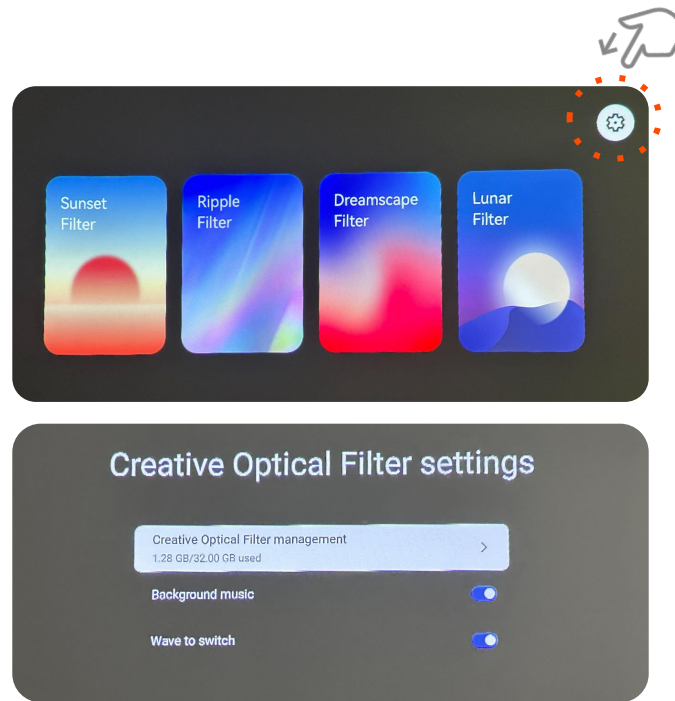 Sunset
Filter
Ripple
Filter
Dreamscape
Filter
Lunar
Filter
Creative Optical Filter settings
Creative Optical Filter management
1.28 GB/32.00 GB used
Background music
Wave to switch